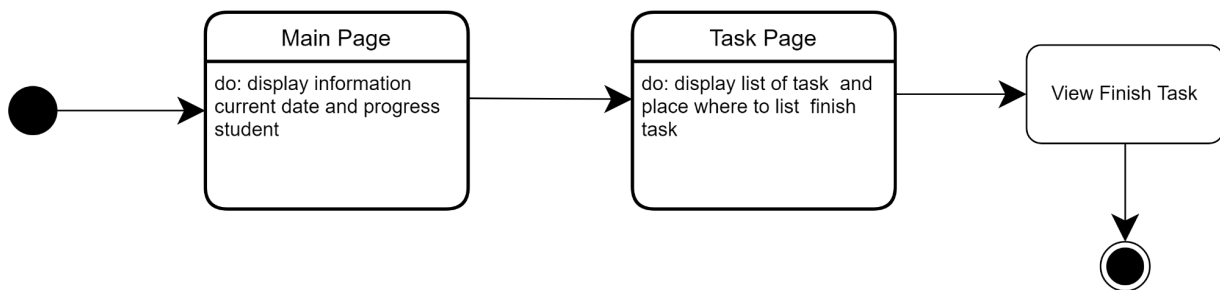 Main Page
do: display information
current date and progress
student
Task Page
do: display list of task  and
place where to list  finish
task
View Finish Task